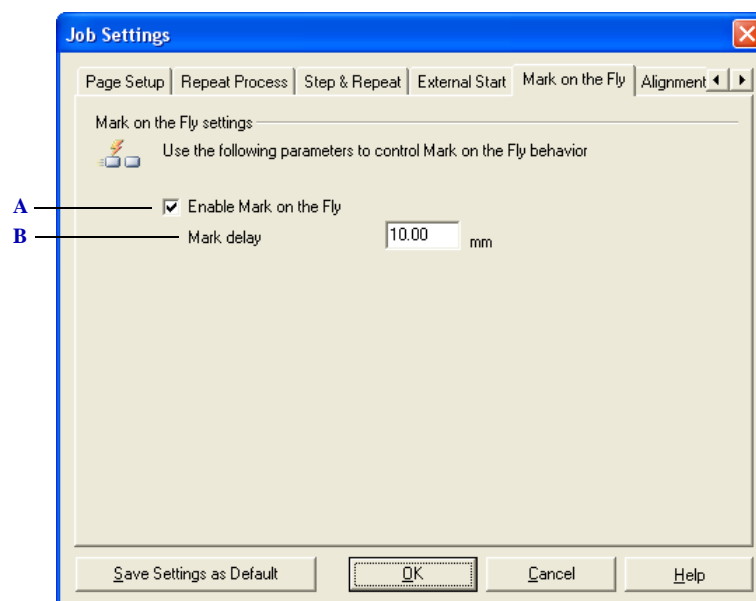 Job Settings
Page Setup Repeat Process Step & Repeat External Start Mark on the Fly Alignment
Mark on the Fly settings
Use the following parameters to control Mark on the Fly behavior
A Enable Mark on the Fly
B Mark delay 10.00 mm
Save Settings as Default OK Cancel Help